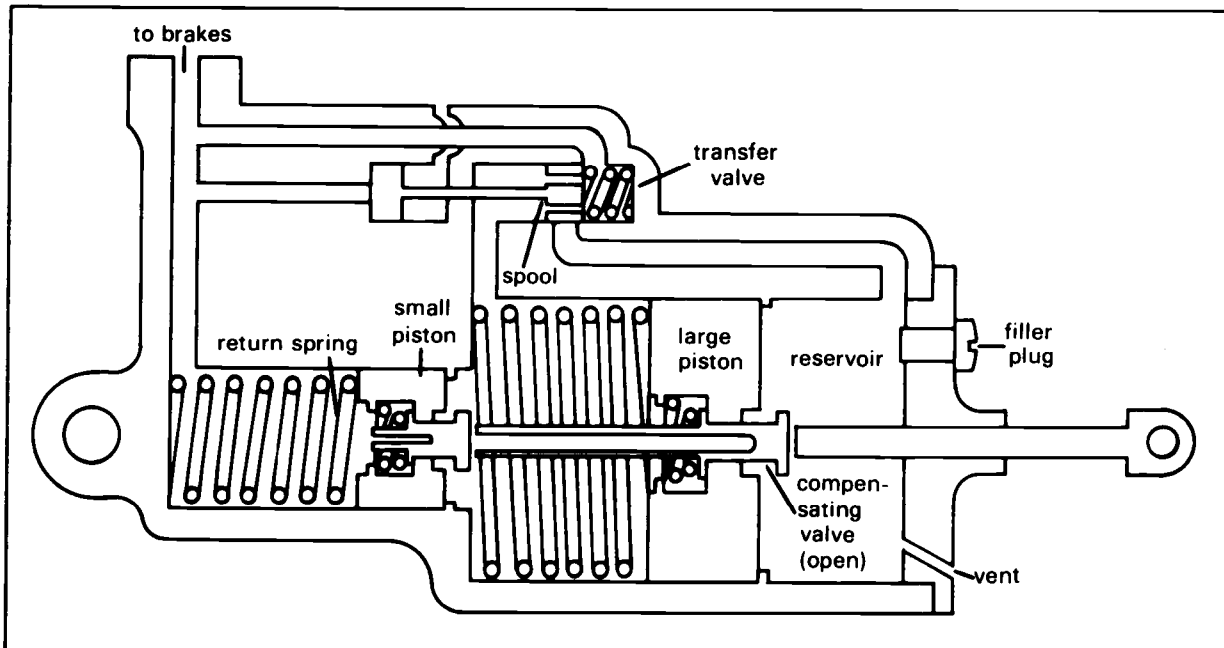 to brakes
transfer
valve
spool
small
piston
return spring
large
piston
reservoir
filler
plug
compen-
sating
valve
(open)
vent